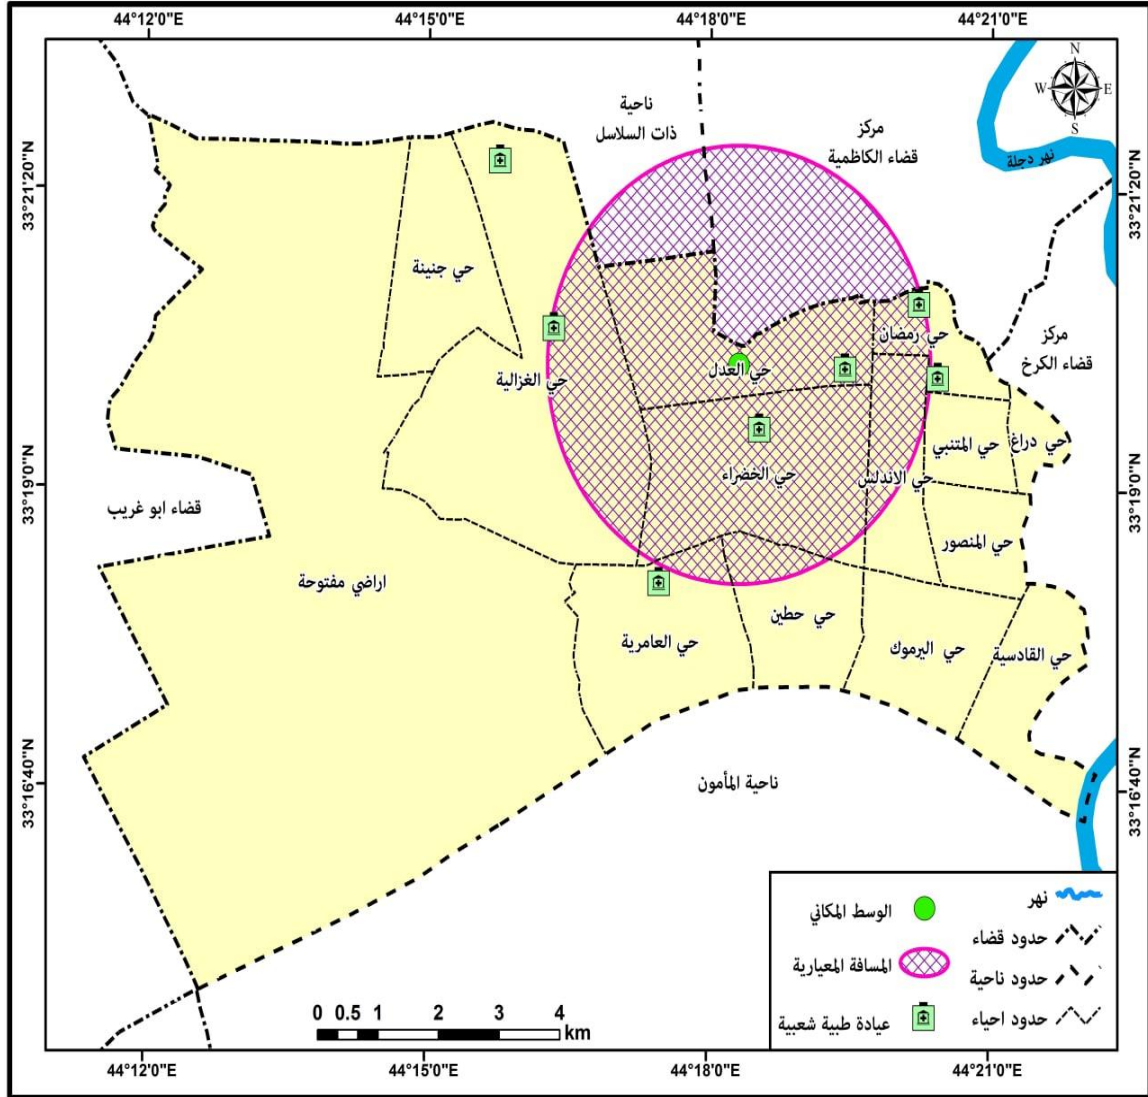 44°12'0"E
44°15'0"E
44°18'0"E
44°21'0"E
N
W
E
S
ناحية
ذات السلاسل
مركز
قضاء الكاظمية
نهر دجلة
33°21'20"N
33°21'20"N
حي جنينة
حي رمضان
مركز
قضاء الكرخ
حي العدل
حي الغزالية
حي دراغ
حي المتنبي
حي الخضراء
حي الاندلس
33°19'0"N
33°19'0"N
قضاء ابو غريب
حي المنصور
اراضي مفتوحة
حي حطين
حي العامرية
حي اليرموك
حي القادسية
33°16'40"N
33°16'40"N
ناحية المأمون
نهر
حدود قضاء
حدود ناحية
حدود احياء
الوسط المكاني
المسافة المعيارية
عيادة طبية شعبية
0 0.5 1 2 3 4
km
44°12'0"E
44°15'0"E
44°18'0"E
44°21'0"E